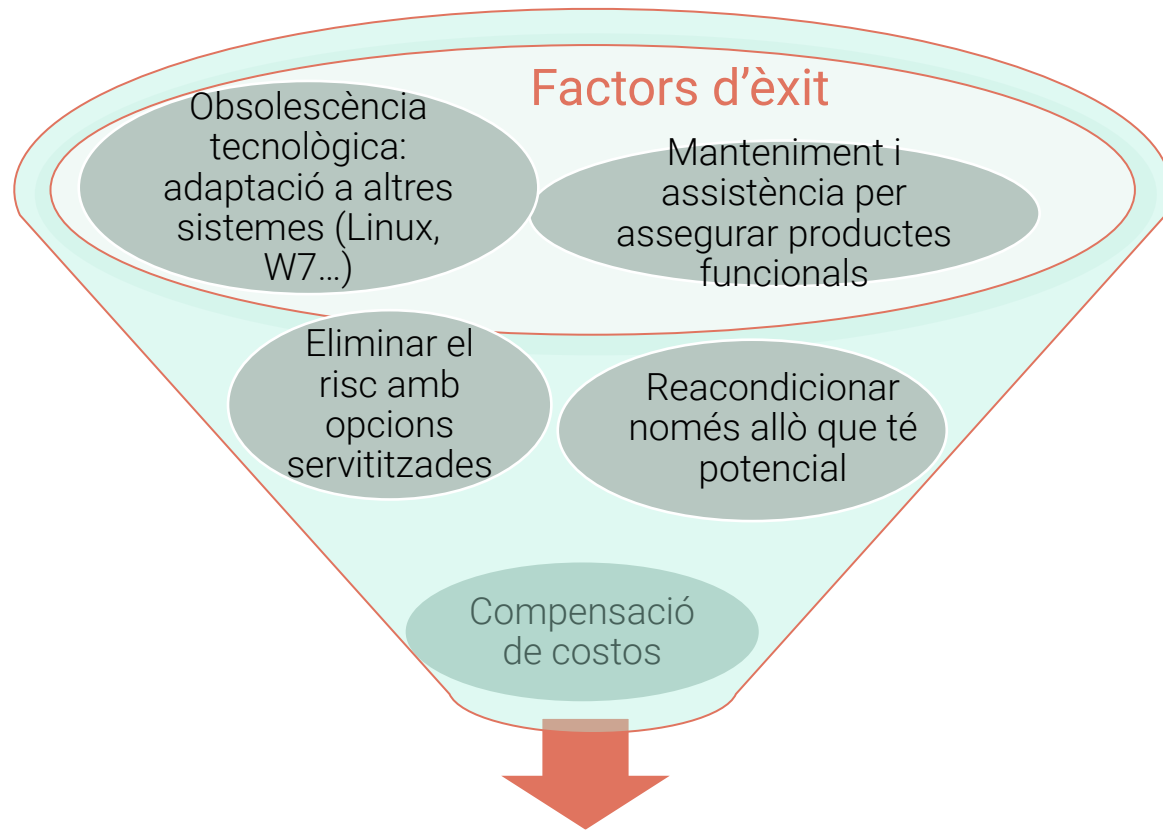 Factors d’èxit
Obsolescència
tecnològica:
adaptació a altres
sistemes (Linux,
W7…)
Manteniment i
assistència per
assegurar productes
funcionals
Eliminar el
risc amb
opcions
servititzades
Reacondicionar
només allò que té
potencial
Compensació
de costos